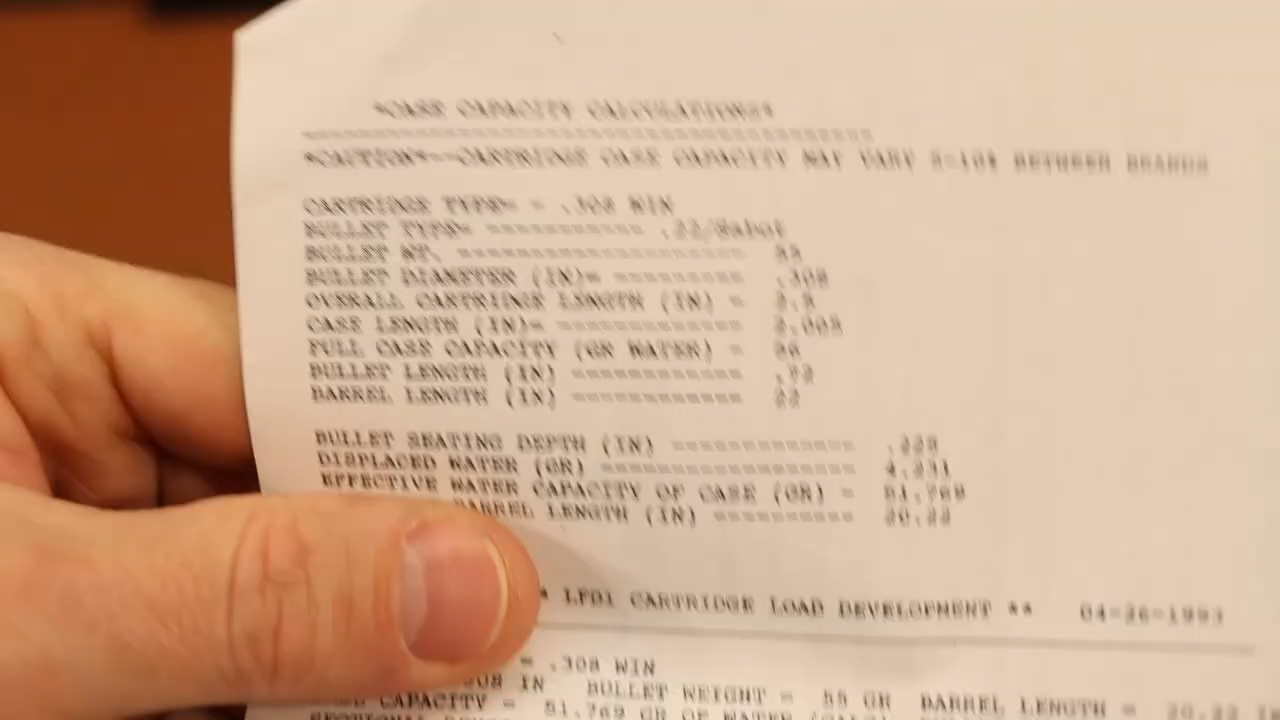 *CASE CAPACITY CALCULATIONS*
*CAUTION*--CARTRIDGE CASE CAPACITY MAY VARY 5-10% BETWEEN BRANDS
CARTRIDGE TYPE= - .308 WIN
BULLET TYPE= ------------ .22/Sabot
BULLET WT. --------------------- 55
BULLET DIAMETER (IN)= ---------- .308
OVERALL CARTRIDGE LENGTH (IN) =
CASE LENGTH (IN)= -------------- 2.005
FULL CASE CAPACITY (GR WATER) = 56
BULLET LENGTH (IN) ------------- .72
BARREL LENGTH (IN) ------------- 22
BULLET SEATING DEPTH (IN) --------------
DISPLACED WATER (GR) ------------------- 4.231
EFFECTIVE WATER CAPACITY OF CASE (GR) = 51.769
BARREL LENGTH (IN) ----------- 20.22
* LFD1 CARTRIDGE LOAD DEVELOPMENT ** 04-26-1993
= .308 WIN
308 IN BULLET WEIGHT = 55 GR BARREL LENGTH = 20.22
CAPACITY = 51.769 GR OF WATER